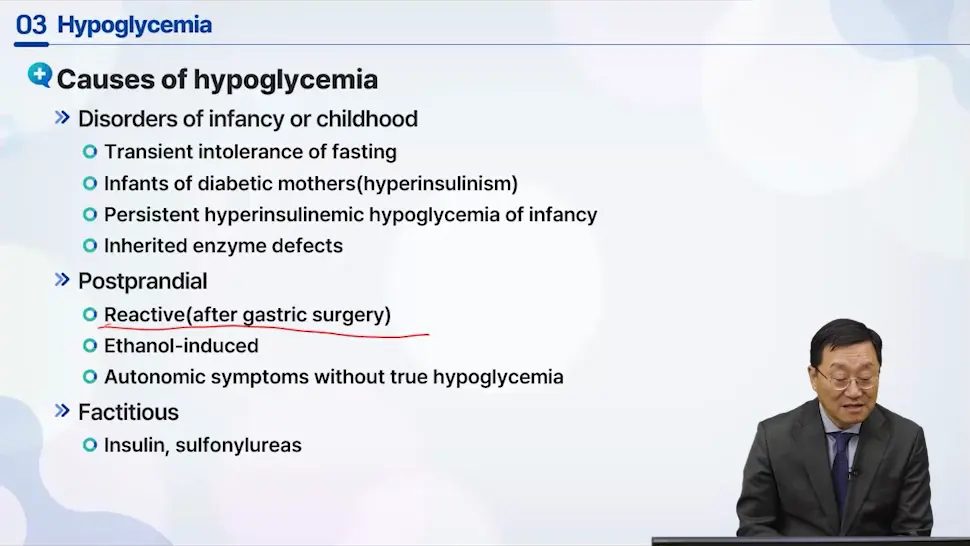 03 Hypoglycemia
Causes of hypoglycemia
Disorders of infancy or childhood
Transient intolerance of fasting
Infants of diabetic mothers(hyperinsulinism)
Persistent hyperinsulinemic hypoglycemia of infancy
Inherited enzyme defects
Postprandial
Reactive(after gastric surgery)
Ethanol-induced
Autonomic symptoms without true hypoglycemia
Factitious
Insulin, sulfonylureas